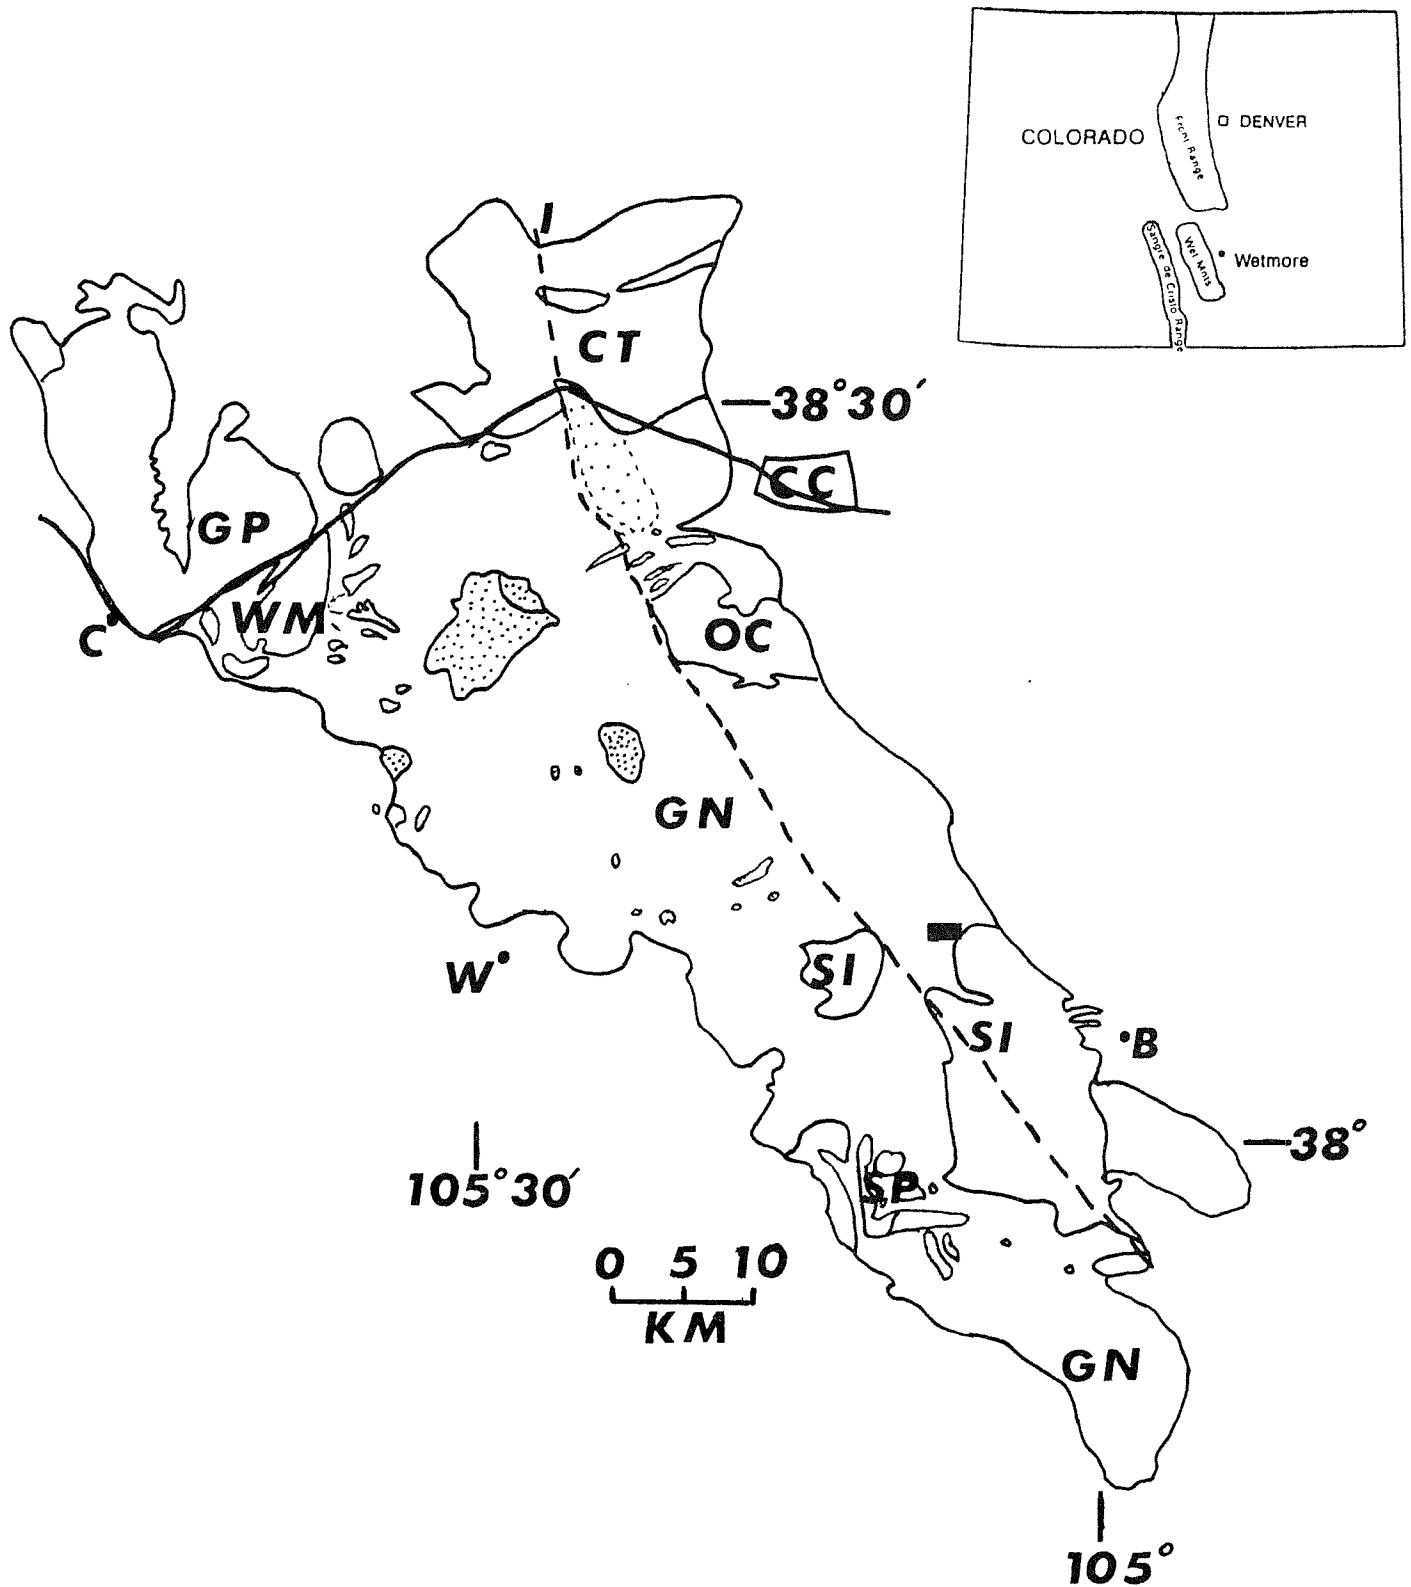 COLORADO
DENVER
Front Range
Sangre de Cristo Range
Wet Mnts
Wetmore
I
CT
38°30′
CC
GP
WM
C
OC
GN
W
SI
SI
B
38°
105°30′
SP
0 5 10
KM
GN
105°